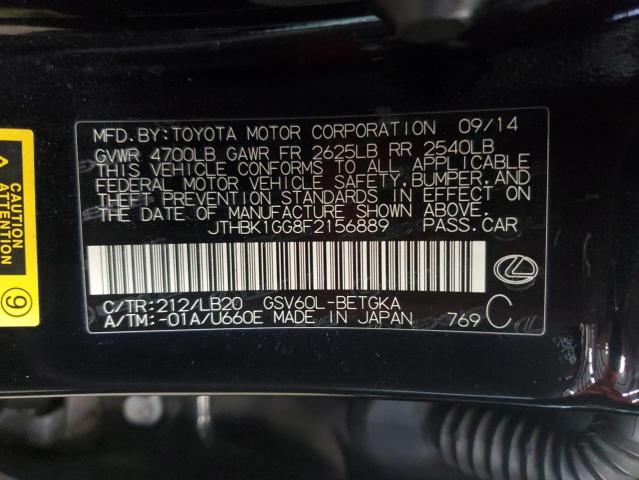 MFD.BY:TOYOTA MOTOR CORPORATION 09/14
GVWR 4700LB GAWR FR 2625LB RR 2540LB
THIS VEHICLE CONFORMS TO ALL APPLICABLE
FEDERAL MOTOR VEHICLE SAFETY,BUMPER,AND
THEFT PREVENTION STANDARDS IN EFFECT ON
THE DATE OF MANUFACTURE SHOWN ABOVE.
JTHBK1GG8F2156889 PASS.CAR
C/TR:212/LB20 GSV60L-BETGKA C
A/TM:-01A/U660E MADE IN JAPAN 769
CAUTION
ATTENTION
9